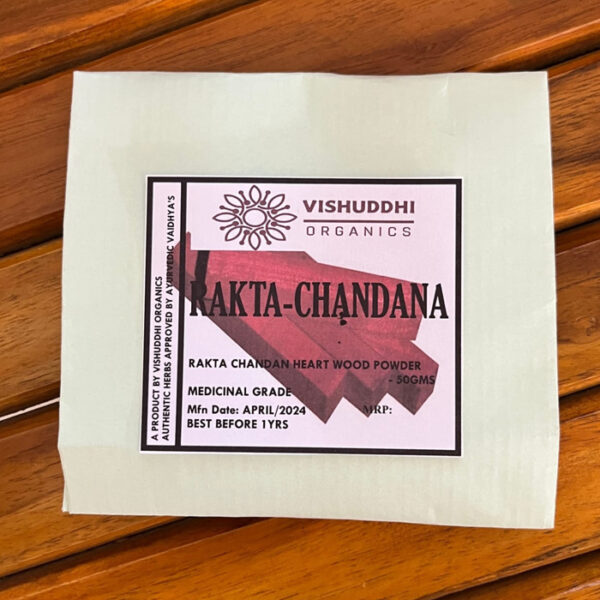 VISHUDDHI
ORGANICS
RAKTA-CHANDANA
RAKTA CHANDAN HEART WOOD POWDER
- 50GMS
MEDICINAL GRADE
Mfn Date: APRIL/2024
MRP:
BEST BEFORE 1YRS
A PRODUCT BY VISHUDDHI ORGANICS
AUTHENTIC HERBS APPROVED BY AYURVEDIC VAIDHYA'S